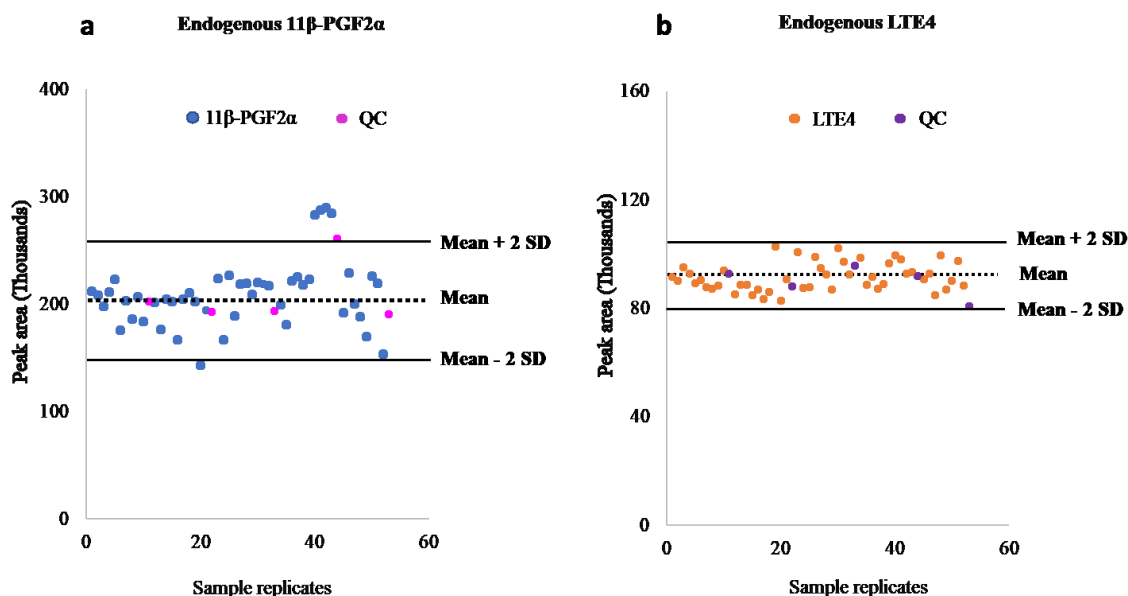 a
Endogenous 11β-PGF2α
400
300
200
100
0
Peak area (Thousands)
11β-PGF2α
QC
Mean + 2 SD
Mean
Mean - 2 SD
0
20
40
60
Sample replicates
b
Endogenous LTE4
160
120
80
40
0
Peak area (Thousands)
LTE4
QC
Mean + 2 SD
Mean
Mean - 2 SD
0
20
40
60
Sample replicates